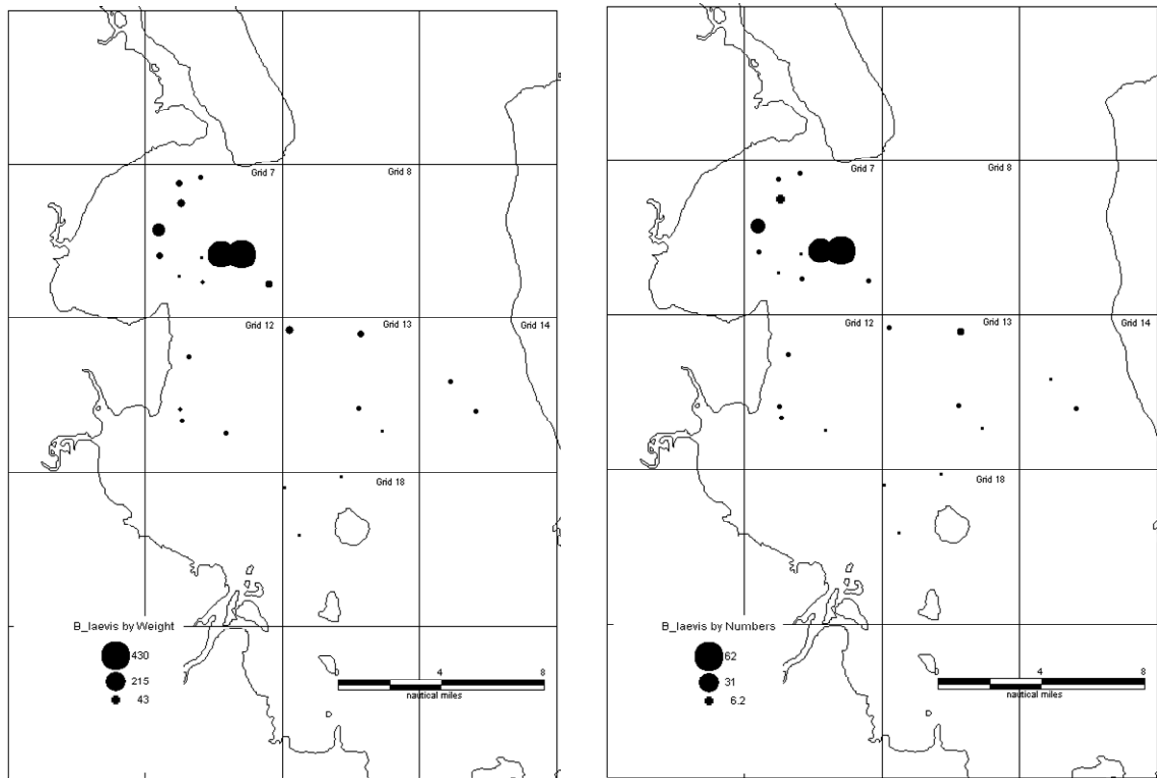 Grid 7
Grid 8
Grid 12
Grid 13
Grid 14
Grid 18
B_laevis by Weight
430
215
43
0
4
8
nautical miles
Grid 7
Grid 8
Grid 12
Grid 13
Grid 14
Grid 18
B_laevis by Numbers
62
31
6.2
0
4
8
nautical miles